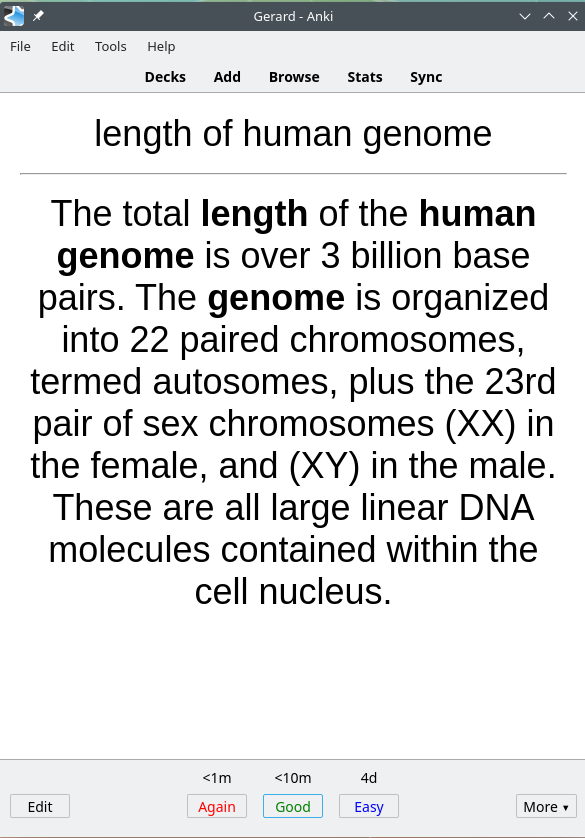 Gerard - Anki
File Edit Tools Help
Decks Add Browse Stats Sync
length of human genome
The total length of the human
genome is over 3 billion base
pairs. The genome is organized
into 22 paired chromosomes,
termed autosomes, plus the 23rd
pair of sex chromosomes (XX) in
the female, and (XY) in the male.
These are all large linear DNA
molecules contained within the
cell nucleus.
<1m <10m 4d
Edit Again Good Easy More ▾